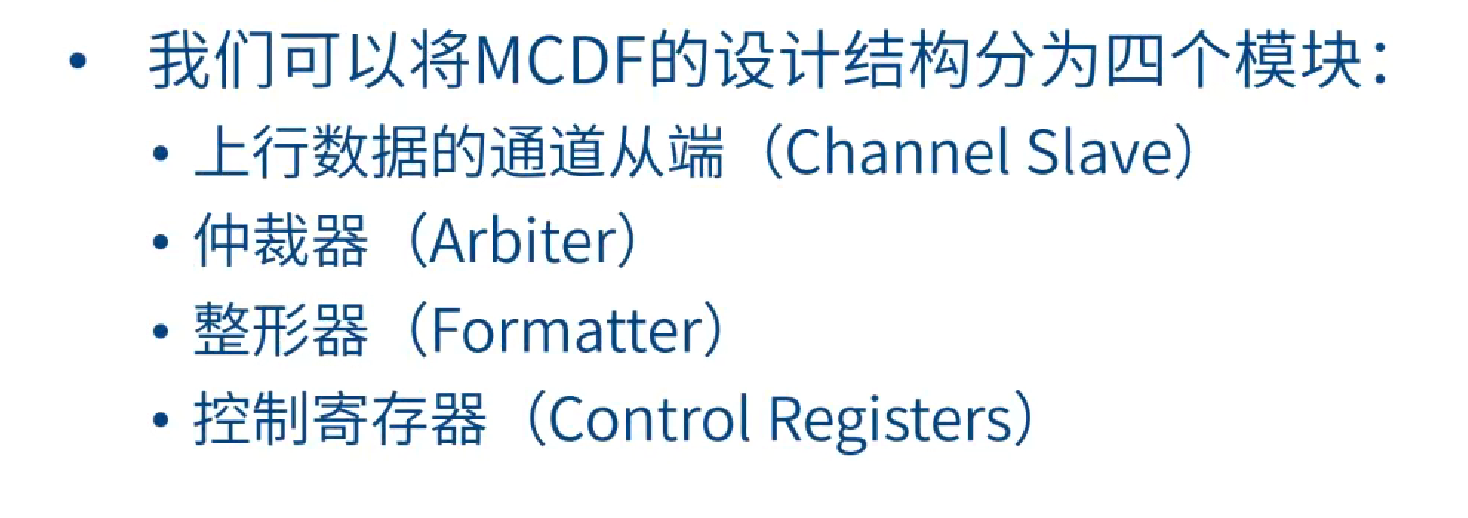 • 我们可以将MCDF的设计结构分为四个模块：
• 上行数据的通道从端（Channel Slave）
• 仲裁器（Arbiter）
• 整形器（Formatter）
• 控制寄存器（Control Registers）